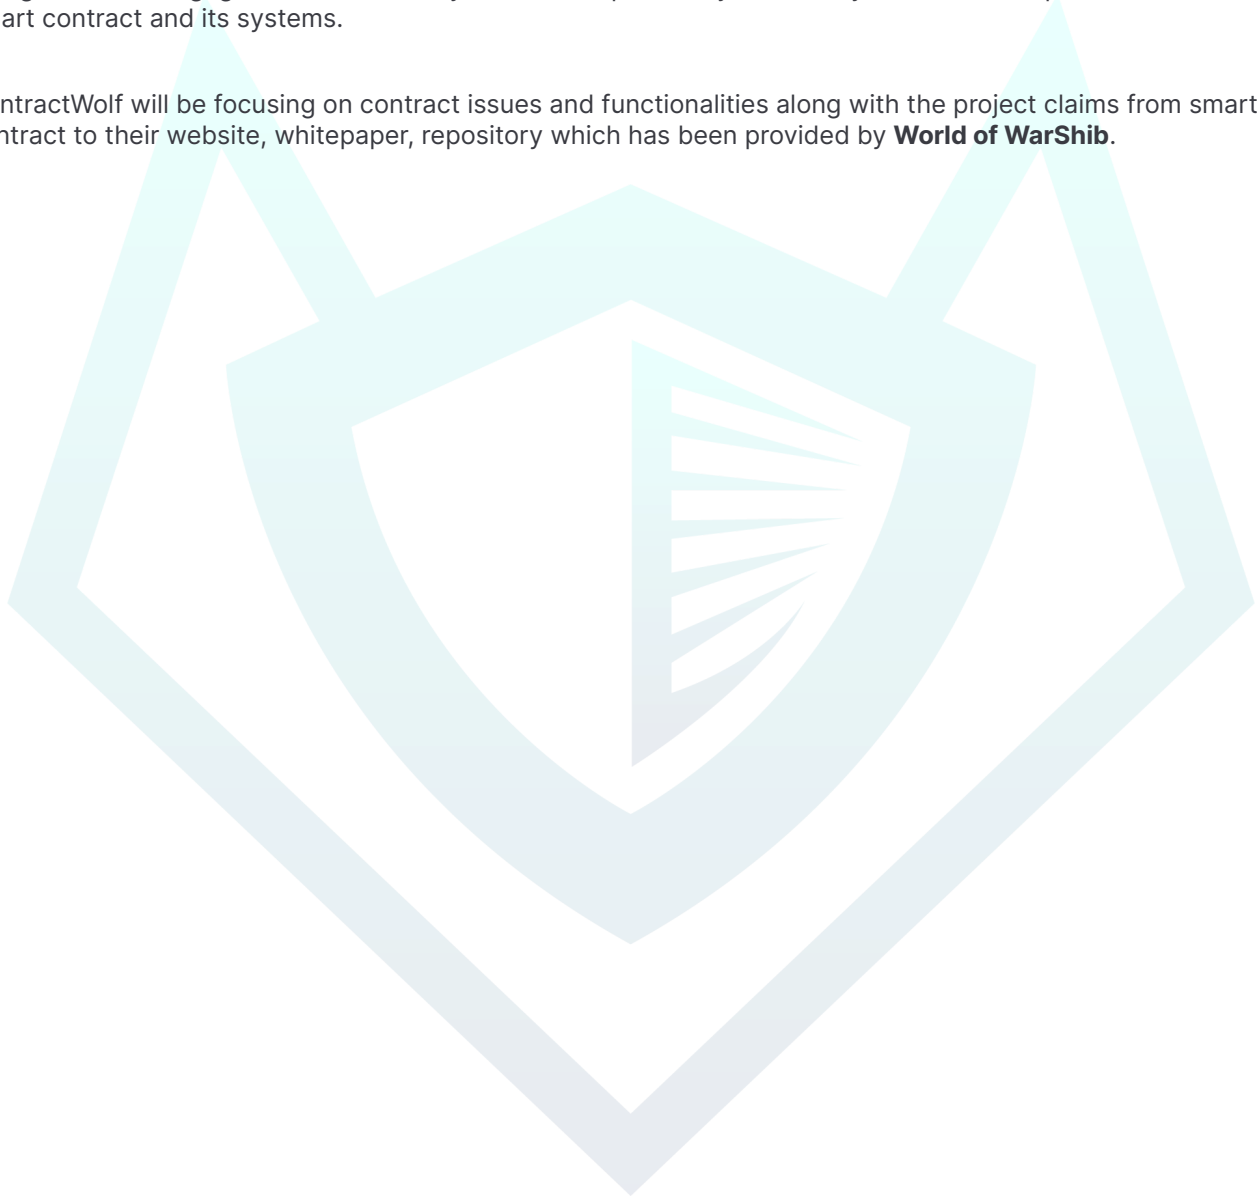 art contract and its systems.
ntractWolf will be focusing on contract issues and functionalities along with the project claims from smart
ntract to their website, whitepaper, repository which has been provided by World of WarShib.